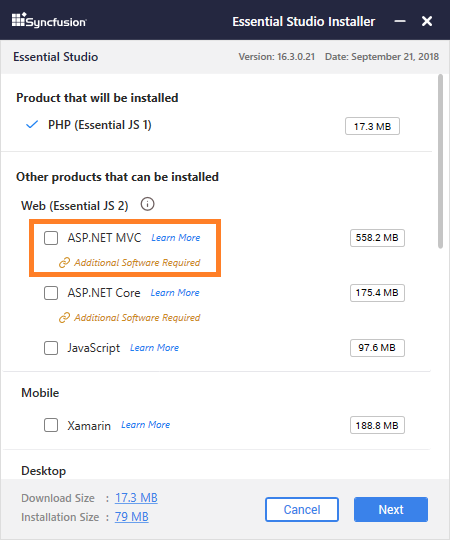 Syncfusion® Essential Studio Installer
Essential Studio Version: 16.3.0.21 Date: September 21, 2018
Product that will be installed
PHP (Essential JS 1) 17.3 MB
Other products that can be installed
Web (Essential JS 2)
ASP.NET MVC Learn More 558.2 MB
Additional Software Required
ASP.NET Core Learn More 175.4 MB
Additional Software Required
JavaScript Learn More 97.6 MB
Mobile
Xamarin Learn More 188.8 MB
Desktop
Download Size : 17.3 MB
Installation Size : 79 MB
Cancel Next